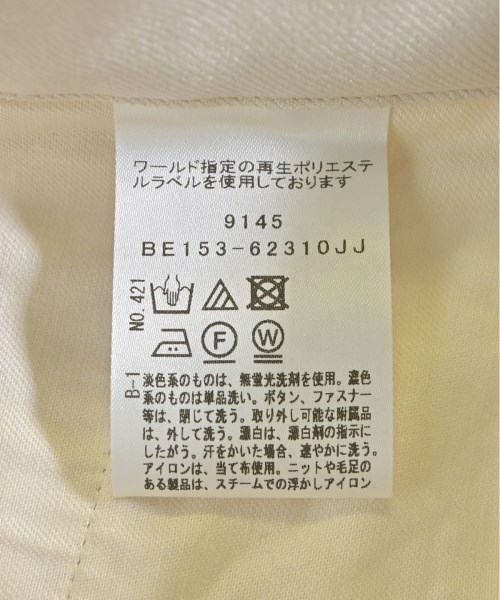 ワールド指定の再生ポリエステ
ルラベルを使用しております
9145
BE153-62310JJ
NO.421
F
W
B-1
淡色系のものは、無蛍光洗剤を使用。濃色
系のものは単品洗い。ボタン、ファスナー
等は、閉じて洗う。取り外し可能な附属品
は、外して洗う。漂白は、漂白剤の指示に
したがう。汗をかいた場合、速やかに洗う。
アイロンは、当て布使用。ニットや毛足の
ある製品は、スチームでの浮かしアイロン